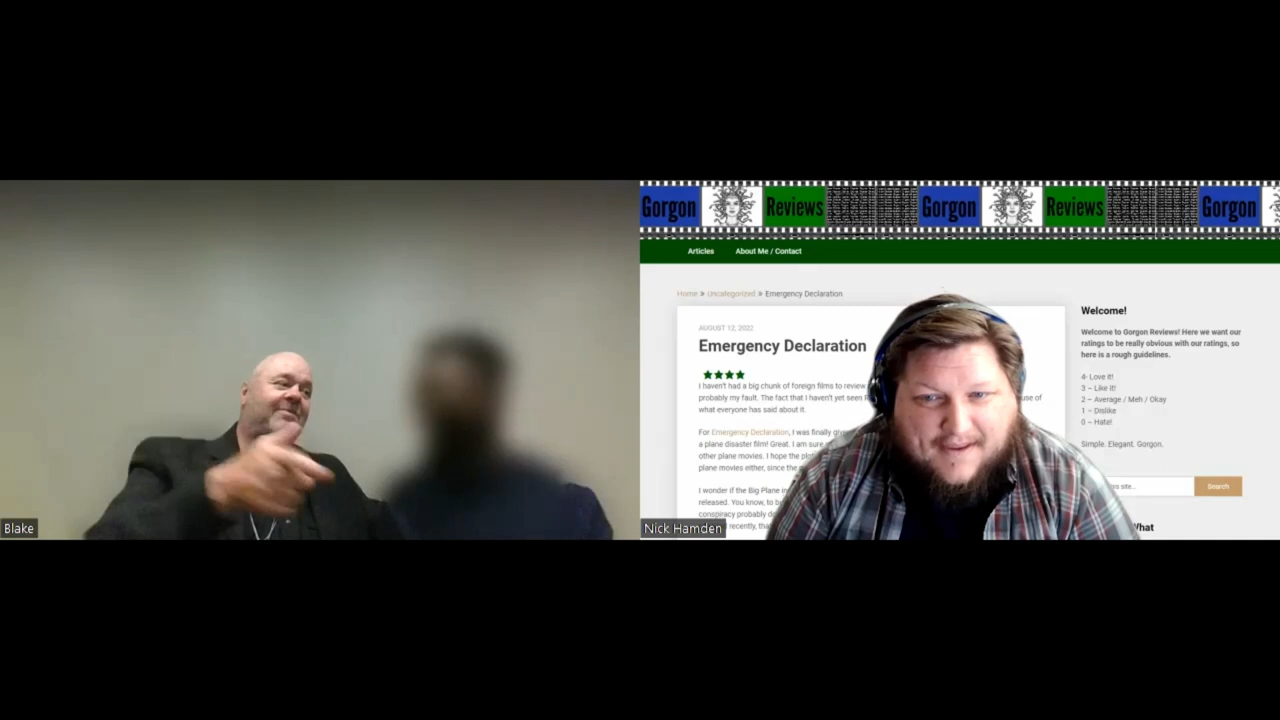 Gorgon Reviews Gorgon Reviews Gorgon
Articles About Me / Contact
Home » Uncategorized » Emergency Declaration
AUGUST 12, 2022
Emergency Declaration
I haven't had a big chunk of foreign films to review
probably my fault. The fact that I haven't yet seen use of
what everyone has said about it.
For Emergency Declaration, I was finally
a plane disaster film! Great. I am sure
other plane movies. I hope the
plane movies either, since the
I wonder if the Big Plane
released. You know, to
conspiracy probably
recently,
Welcome!
Welcome to Gorgon Reviews! Here we want our
ratings to be really obvious with our ratings, so
here is a rough guidelines.
4- Love it!
3 – Like it!
2 – Average / Meh / Okay
1 – Dislike
0 – Hate!
Simple. Elegant. Gorgon.
site... Search
What
Blake
Nick Hamden